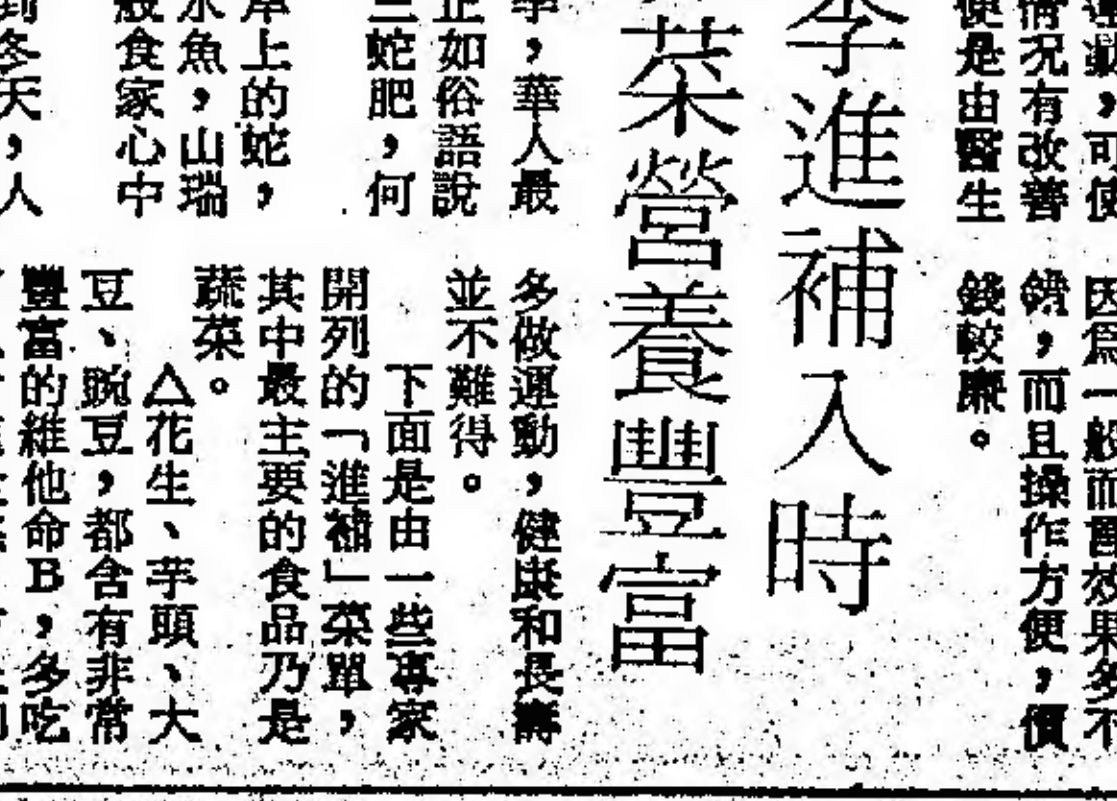 因爲一般而言效果多不
錯，而且操作方便，價
錢較廉。
情况有改善
便是由醫生
季進補入時
菜營養豐富
華人最
正如俗語說
三蛇肥，何
多做運動，健康和長壽
並不難得。
下面是由一些專家
開列的「進補」菜單，
其中最主要的食品乃是
蔬菜。
岸上的蛇，
水魚，山瑞
般食家心中
到冬天，人
△花生、芋頭、大
豆、豌豆，都含有非常
豐富的維他命B，多吃